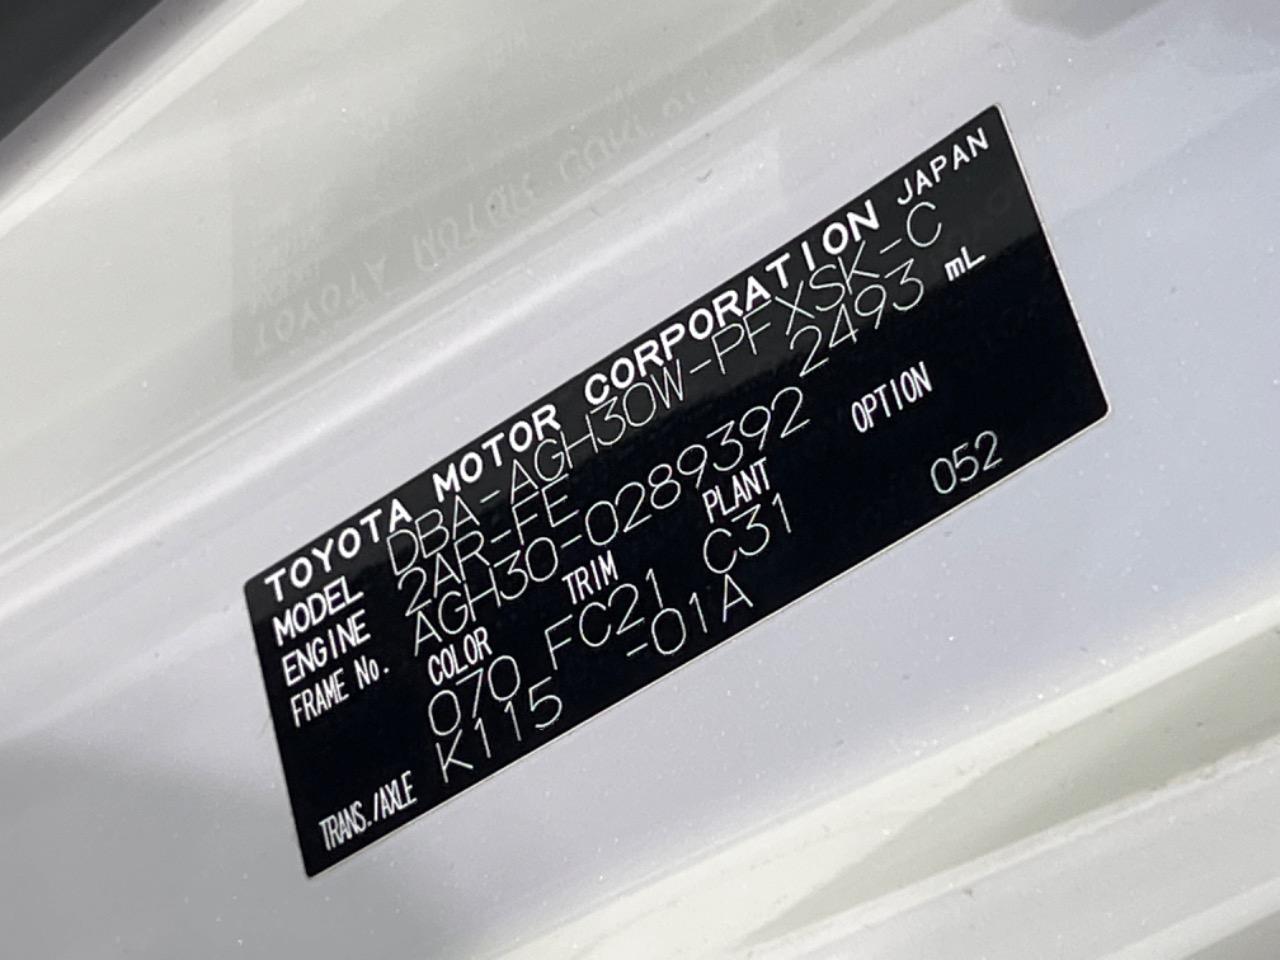 TOYOTA MOTOR CORPORATION JAPAN
MODEL DBA-AGH30W-PFXSK-C
ENGINE 2AR-FE 2493 mL
FRAME No. AGH30-0289392
COLOR TRIM PLANT OPTION
070 FC21 C31 052
TRANS./AXLE K115 -01A